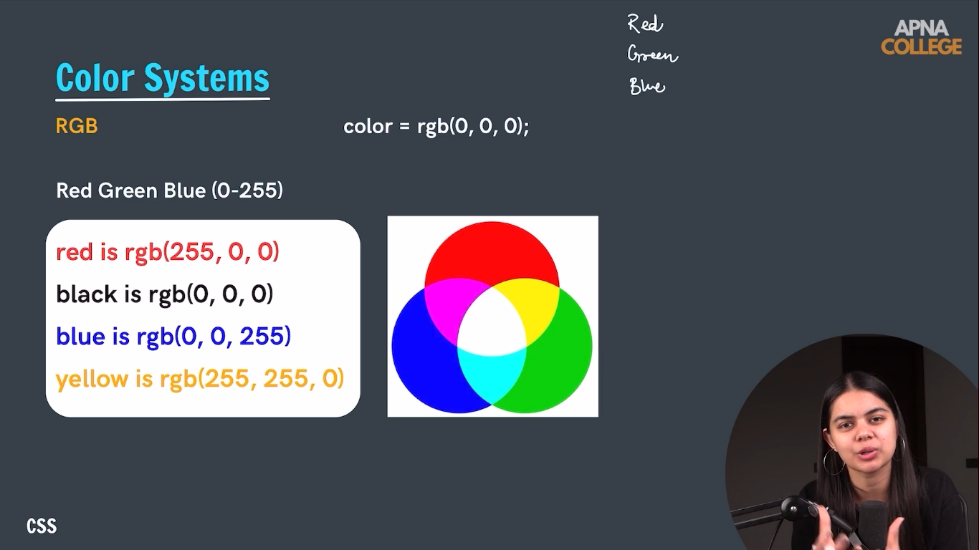 Red
Green
Blue
APNA
COLLEGE
Color Systems
RGB
color = rgb(0, 0, 0);
Red Green Blue (0-255)
red is rgb(255, 0, 0)
black is rgb(0, 0, 0)
blue is rgb(0, 0, 255)
yellow is rgb(255, 255, 0)
CSS